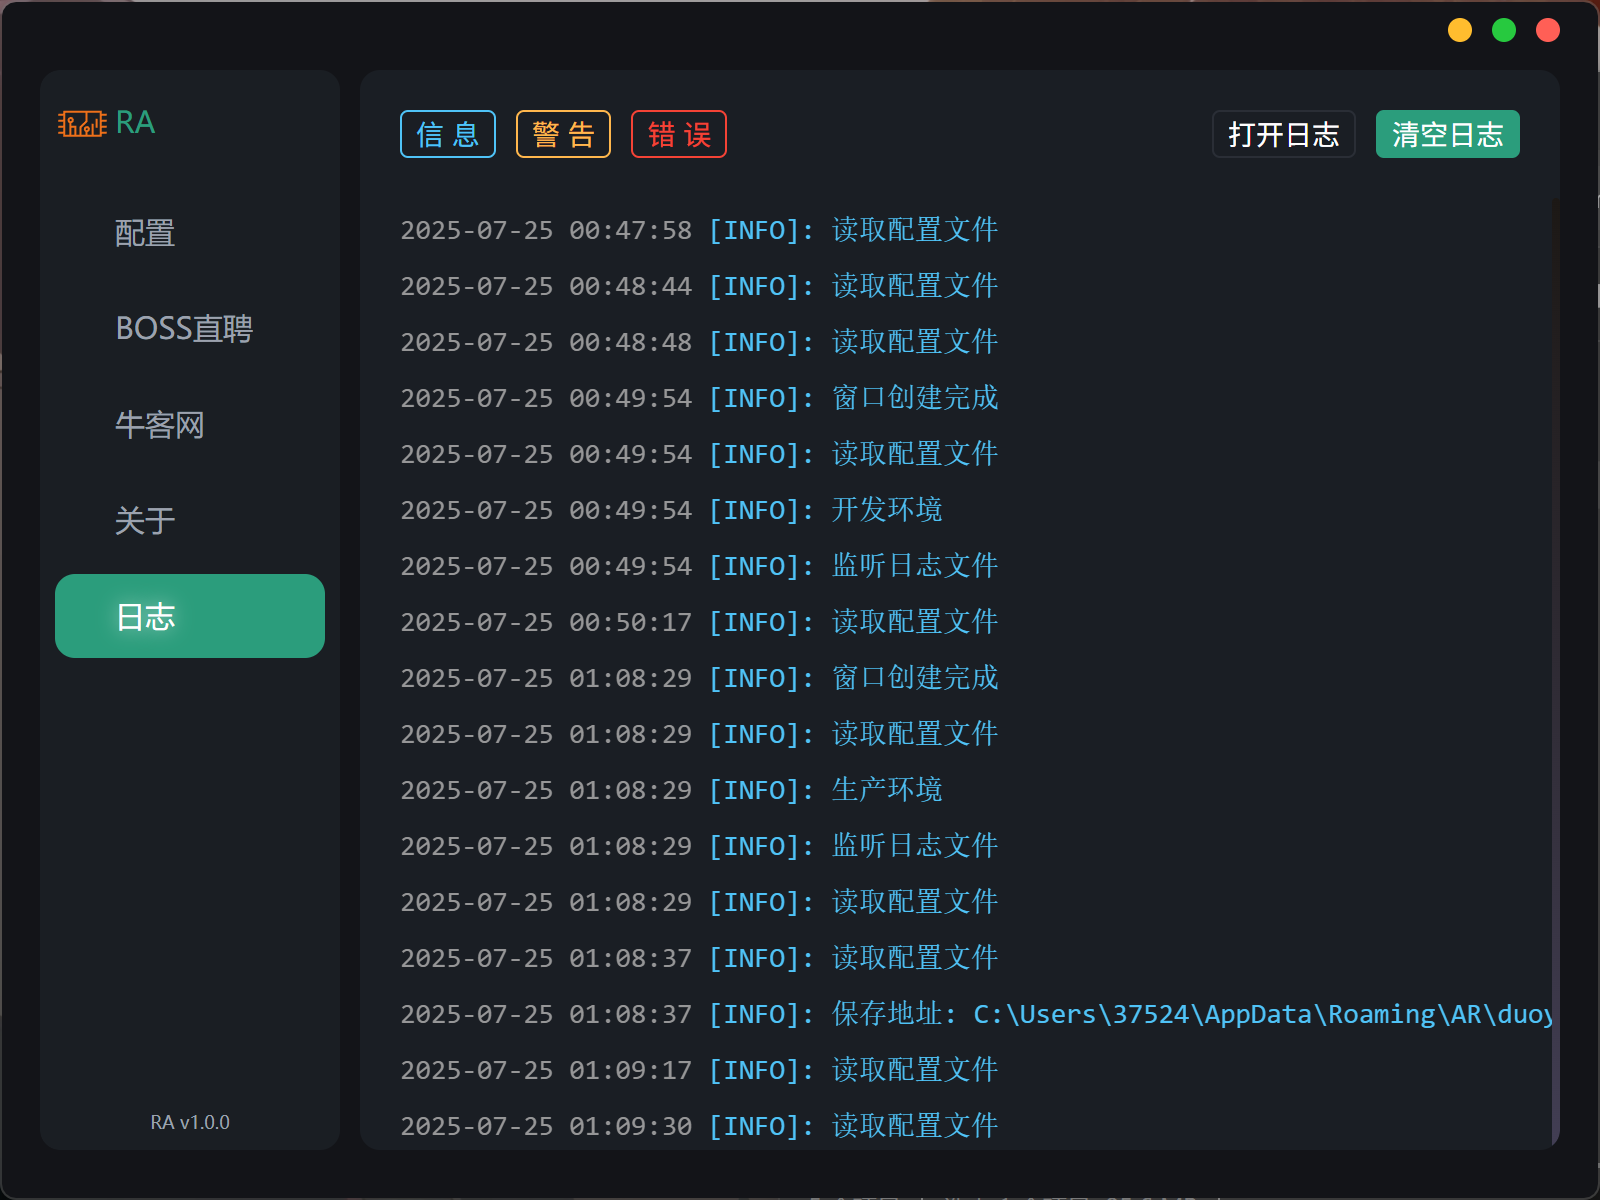 RA
配置
BOSS直聘
牛客网
关于
日志
RA v1.0.0
信 息 警 告 错 误 打开日志 清空日志
2025-07-25 00:47:58 [INFO]: 读取配置文件
2025-07-25 00:48:44 [INFO]: 读取配置文件
2025-07-25 00:48:48 [INFO]: 读取配置文件
2025-07-25 00:49:54 [INFO]: 窗口创建完成
2025-07-25 00:49:54 [INFO]: 读取配置文件
2025-07-25 00:49:54 [INFO]: 开发环境
2025-07-25 00:49:54 [INFO]: 监听日志文件
2025-07-25 00:50:17 [INFO]: 读取配置文件
2025-07-25 01:08:29 [INFO]: 窗口创建完成
2025-07-25 01:08:29 [INFO]: 读取配置文件
2025-07-25 01:08:29 [INFO]: 生产环境
2025-07-25 01:08:29 [INFO]: 监听日志文件
2025-07-25 01:08:29 [INFO]: 读取配置文件
2025-07-25 01:08:37 [INFO]: 读取配置文件
2025-07-25 01:08:37 [INFO]: 保存地址: C:\Users\37524\AppData\Roaming\AR\duoy
2025-07-25 01:09:17 [INFO]: 读取配置文件
2025-07-25 01:09:30 [INFO]: 读取配置文件